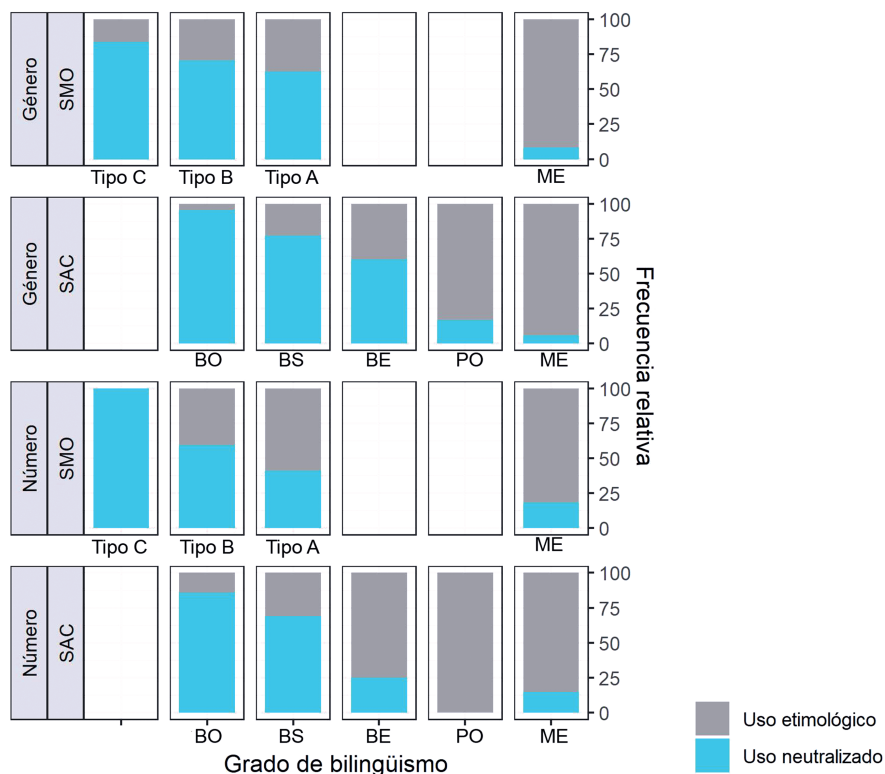 Género
SMO
100
75
50
25
0
Tipo C
Tipo B
Tipo A
ME
Género
SAC
100
75
50
25
0
BO
BS
BE
PO
ME
Frecuencia relativa
Número
SMO
100
75
50
25
0
Tipo C
Tipo B
Tipo A
ME
Número
SAC
100
75
50
25
0
BO
BS
BE
PO
ME
Grado de bilingüismo
Uso etimológico
Uso neutralizado